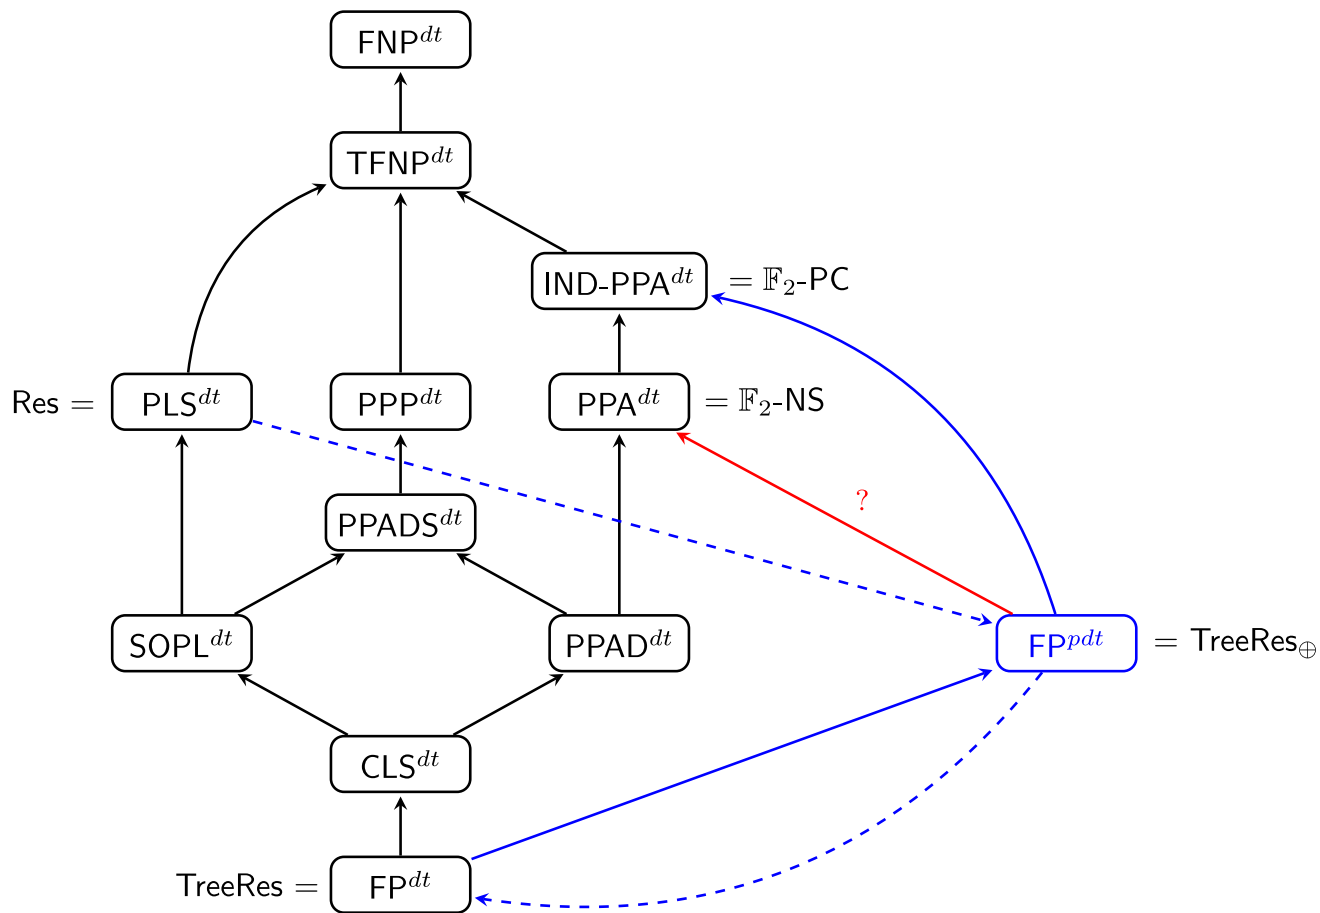 FNP^{dt}
TFNP^{dt}
IND-PPA^{dt} = 𝔽₂-PC
Res = PLS^{dt}
PPP^{dt}
PPA^{dt} = 𝔽₂-NS
?
PPADS^{dt}
SOPL^{dt}
PPAD^{dt}
FP^{pdt} = TreeRes_⊕
CLS^{dt}
TreeRes = FP^{dt}